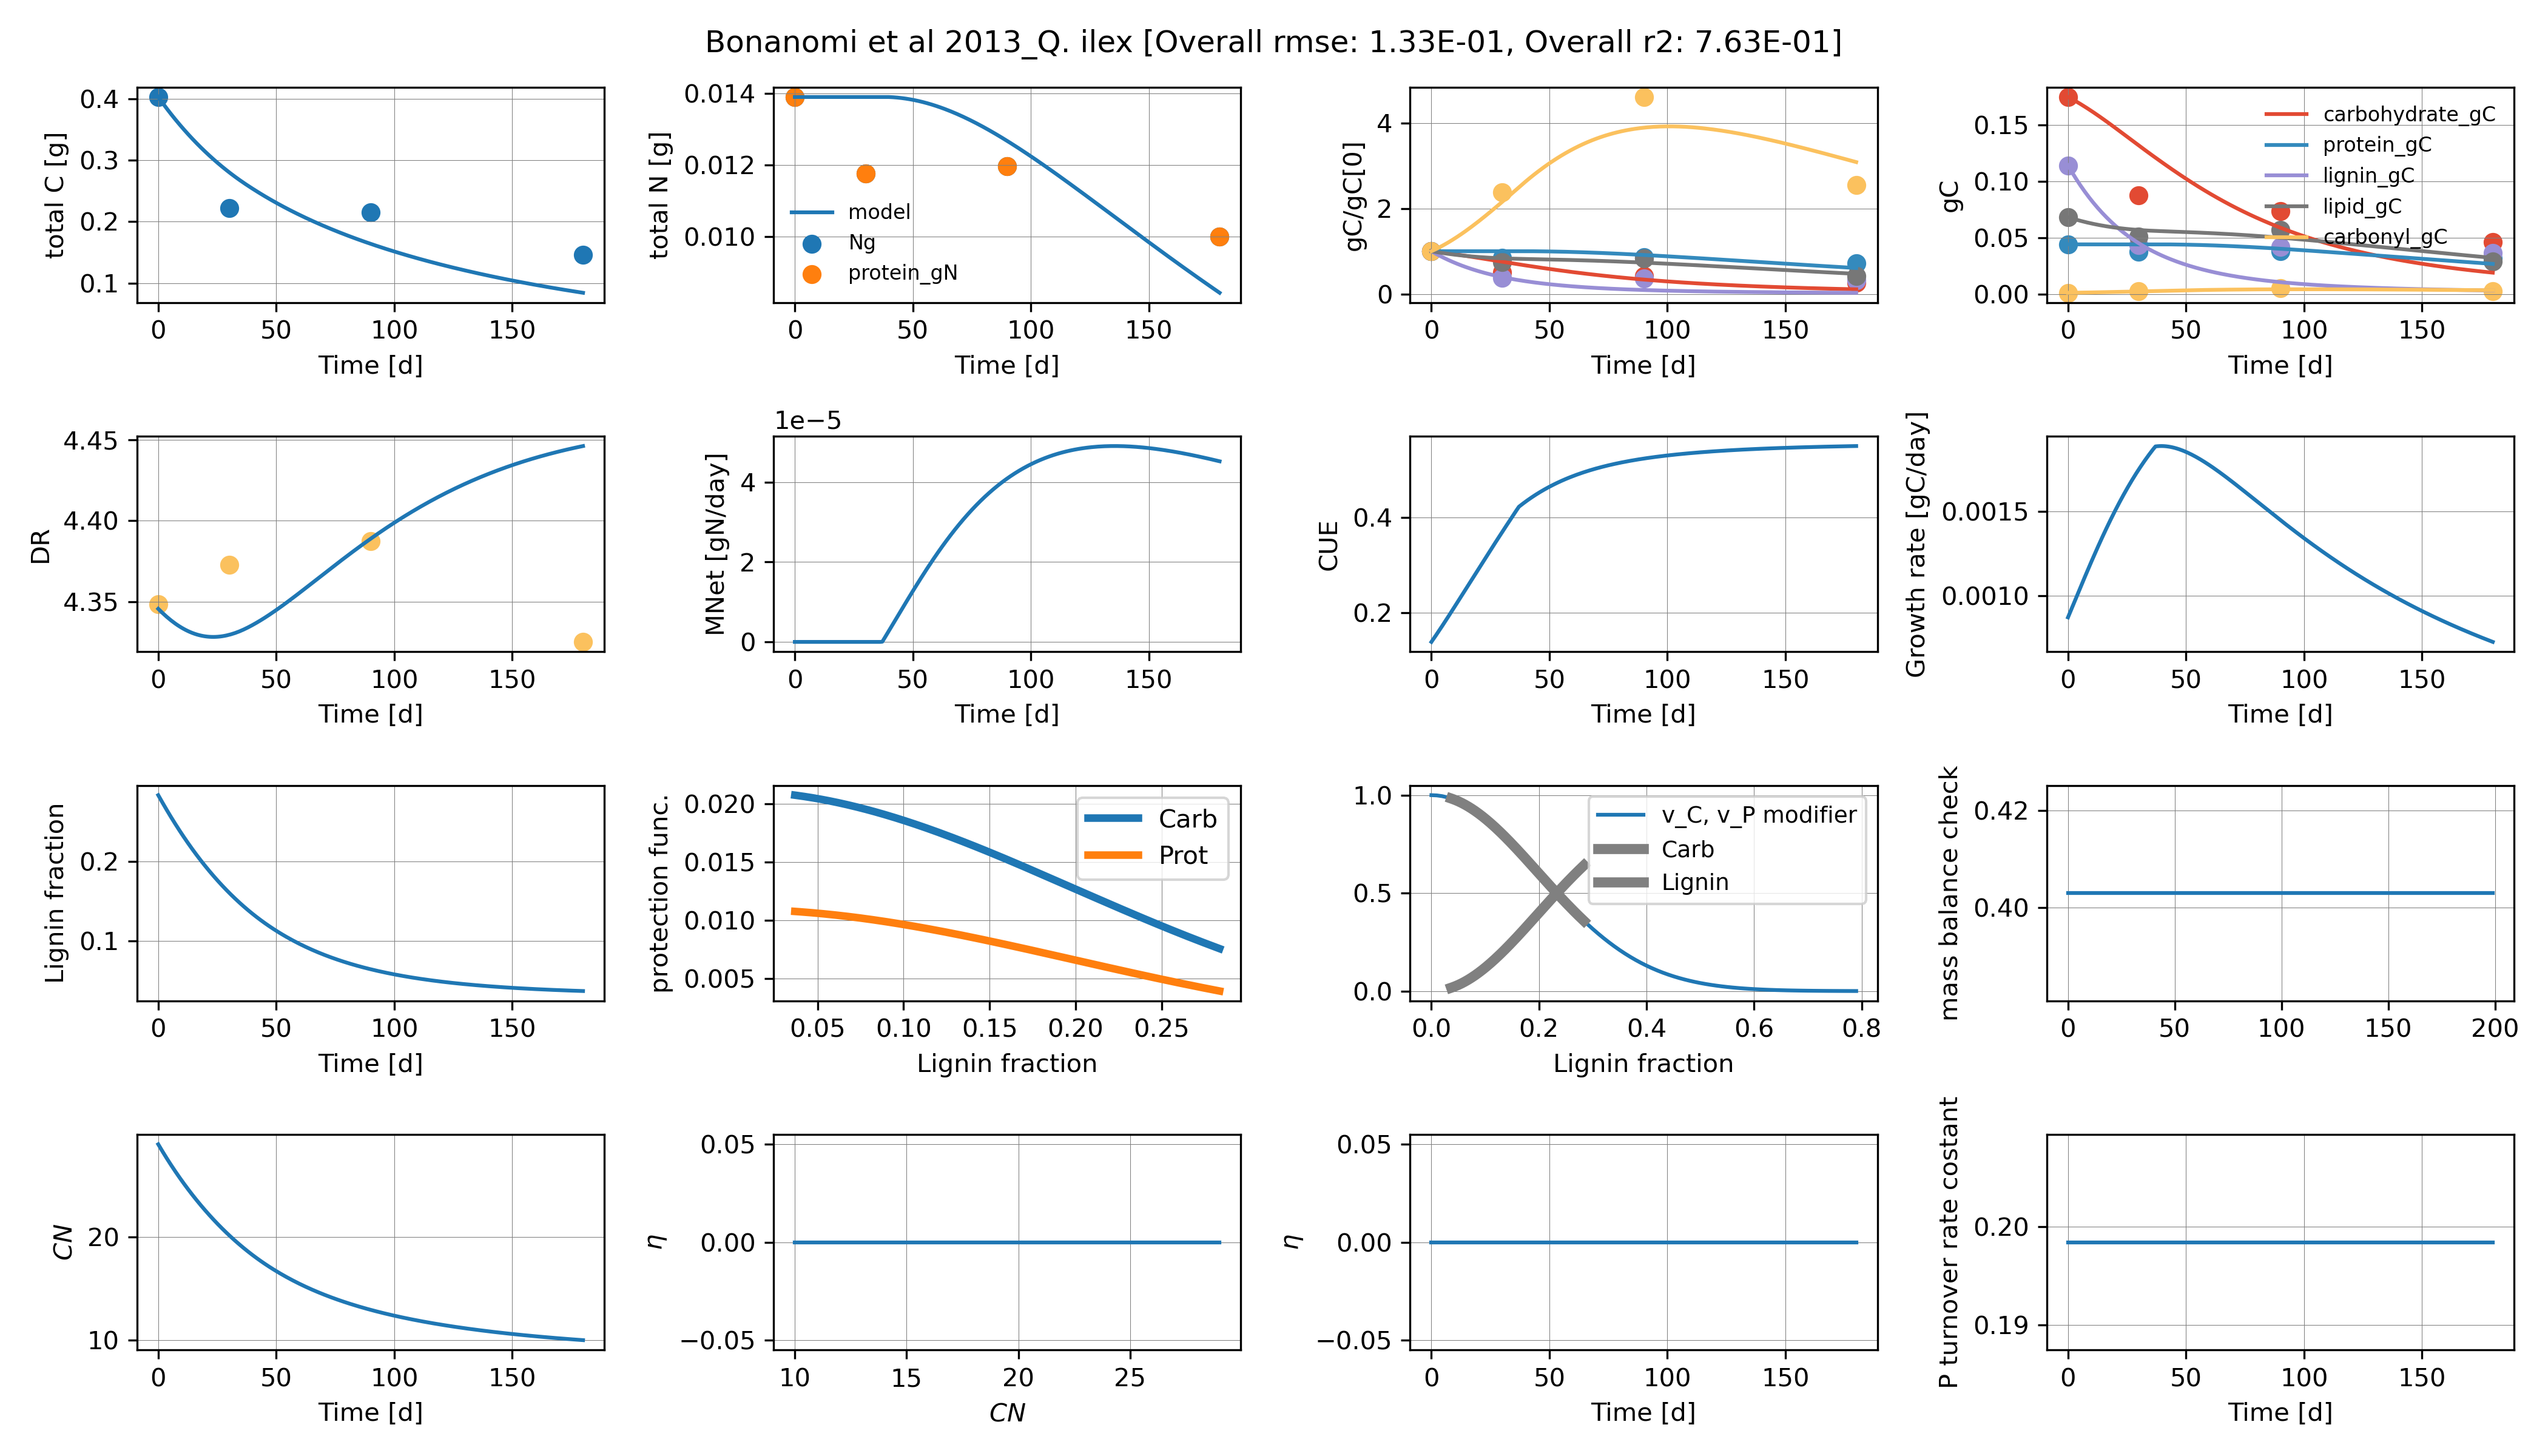 Bonanomi et al 2013_Q. ilex [Overall rmse: 1.33E-01, Overall r2: 7.63E-01]
total C [g]
0.4
0.3
0.2
0.1
0 50 100 150
Time [d]
total N [g]
0.014
0.012
0.010
model
Ng
protein_gN
0 50 100 150
Time [d]
gC/gC[0]
4
2
0
0 50 100 150
Time [d]
gC
0.15
0.10
0.05
0.00
carbohydrate_gC
protein_gC
lignin_gC
lipid_gC
carbonyl_gC
0 50 100 150
Time [d]
DR
4.45
4.40
4.35
0 50 100 150
Time [d]
1e−5
MNet [gN/day]
4
2
0
0 50 100 150
Time [d]
CUE
0.4
0.2
0 50 100 150
Time [d]
Growth rate [gC/day]
0.0015
0.0010
0 50 100 150
Time [d]
Lignin fraction
0.2
0.1
0 50 100 150
Time [d]
protection func.
0.020
0.015
0.010
0.005
Carb
Prot
0.05 0.10 0.15 0.20 0.25
Lignin fraction
1.0
0.5
0.0
v_C, v_P modifier
Carb
Lignin
0.0 0.2 0.4 0.6 0.8
Lignin fraction
mass balance check
0.42
0.40
0 50 100 150 200
CN
20
10
0 50 100 150
Time [d]
η
0.05
0.00
−0.05
10 15 20 25
CN
η
0.05
0.00
−0.05
0 50 100 150
Time [d]
P turnover rate costant
0.20
0.19
0 50 100 150
Time [d]